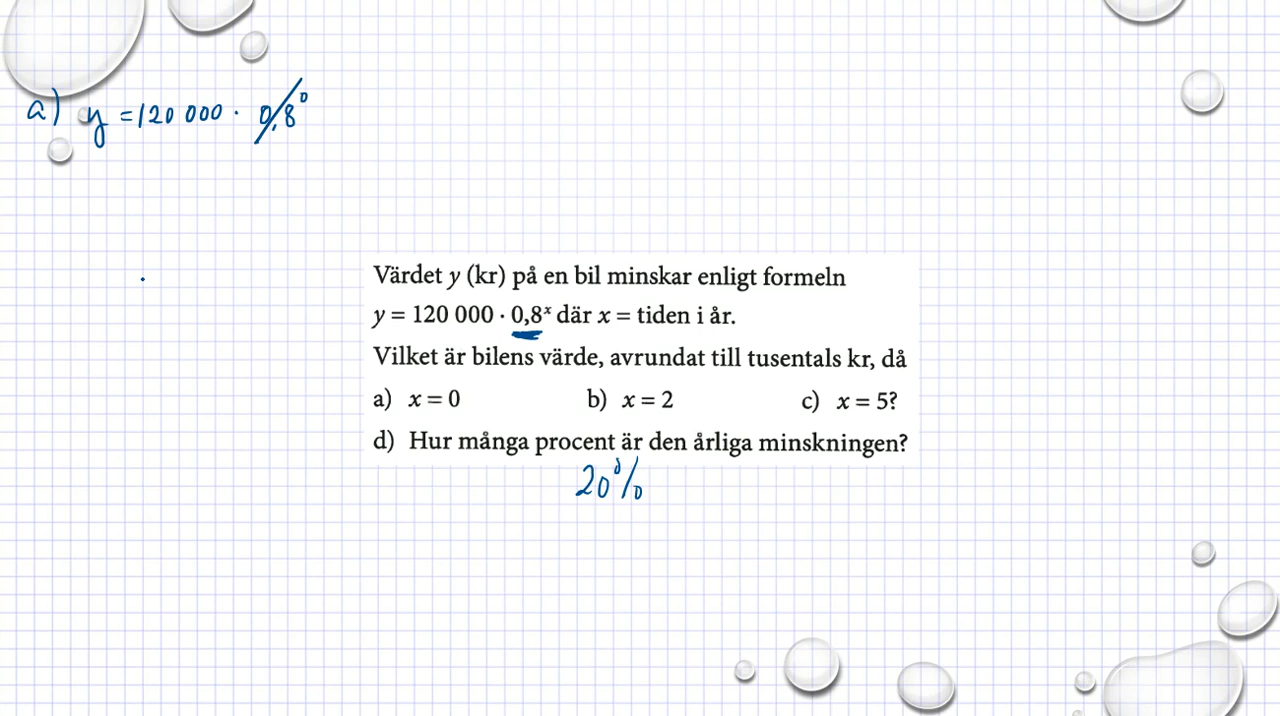 a) y = 120 000 · 0,8⁰
Värdet y (kr) på en bil minskar enligt formeln
y = 120 000 · 0,8ˣ där x = tiden i år.
Vilket är bilens värde, avrundat till tusentals kr, då
a) x = 0 b) x = 2 c) x = 5?
d) Hur många procent är den årliga minskningen?
20%